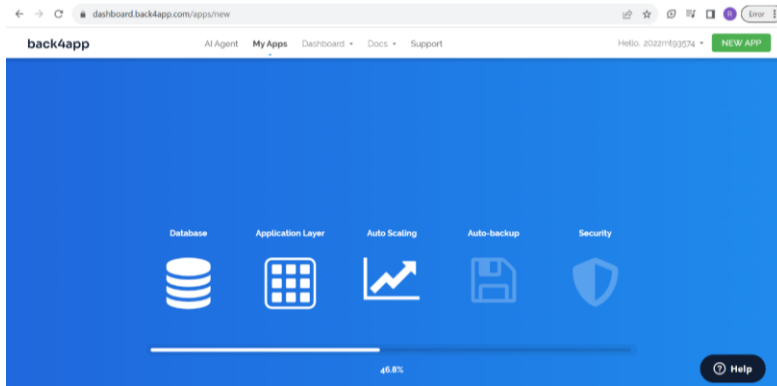 dashboard.back4app.com/apps/new
R
Error
back4app
AI Agent
My Apps
Dashboard
Docs
Support
Hello, 2022mt93574
NEW APP
Database
Application Layer
Auto Scaling
Auto-backup
Security
46.8%
Help